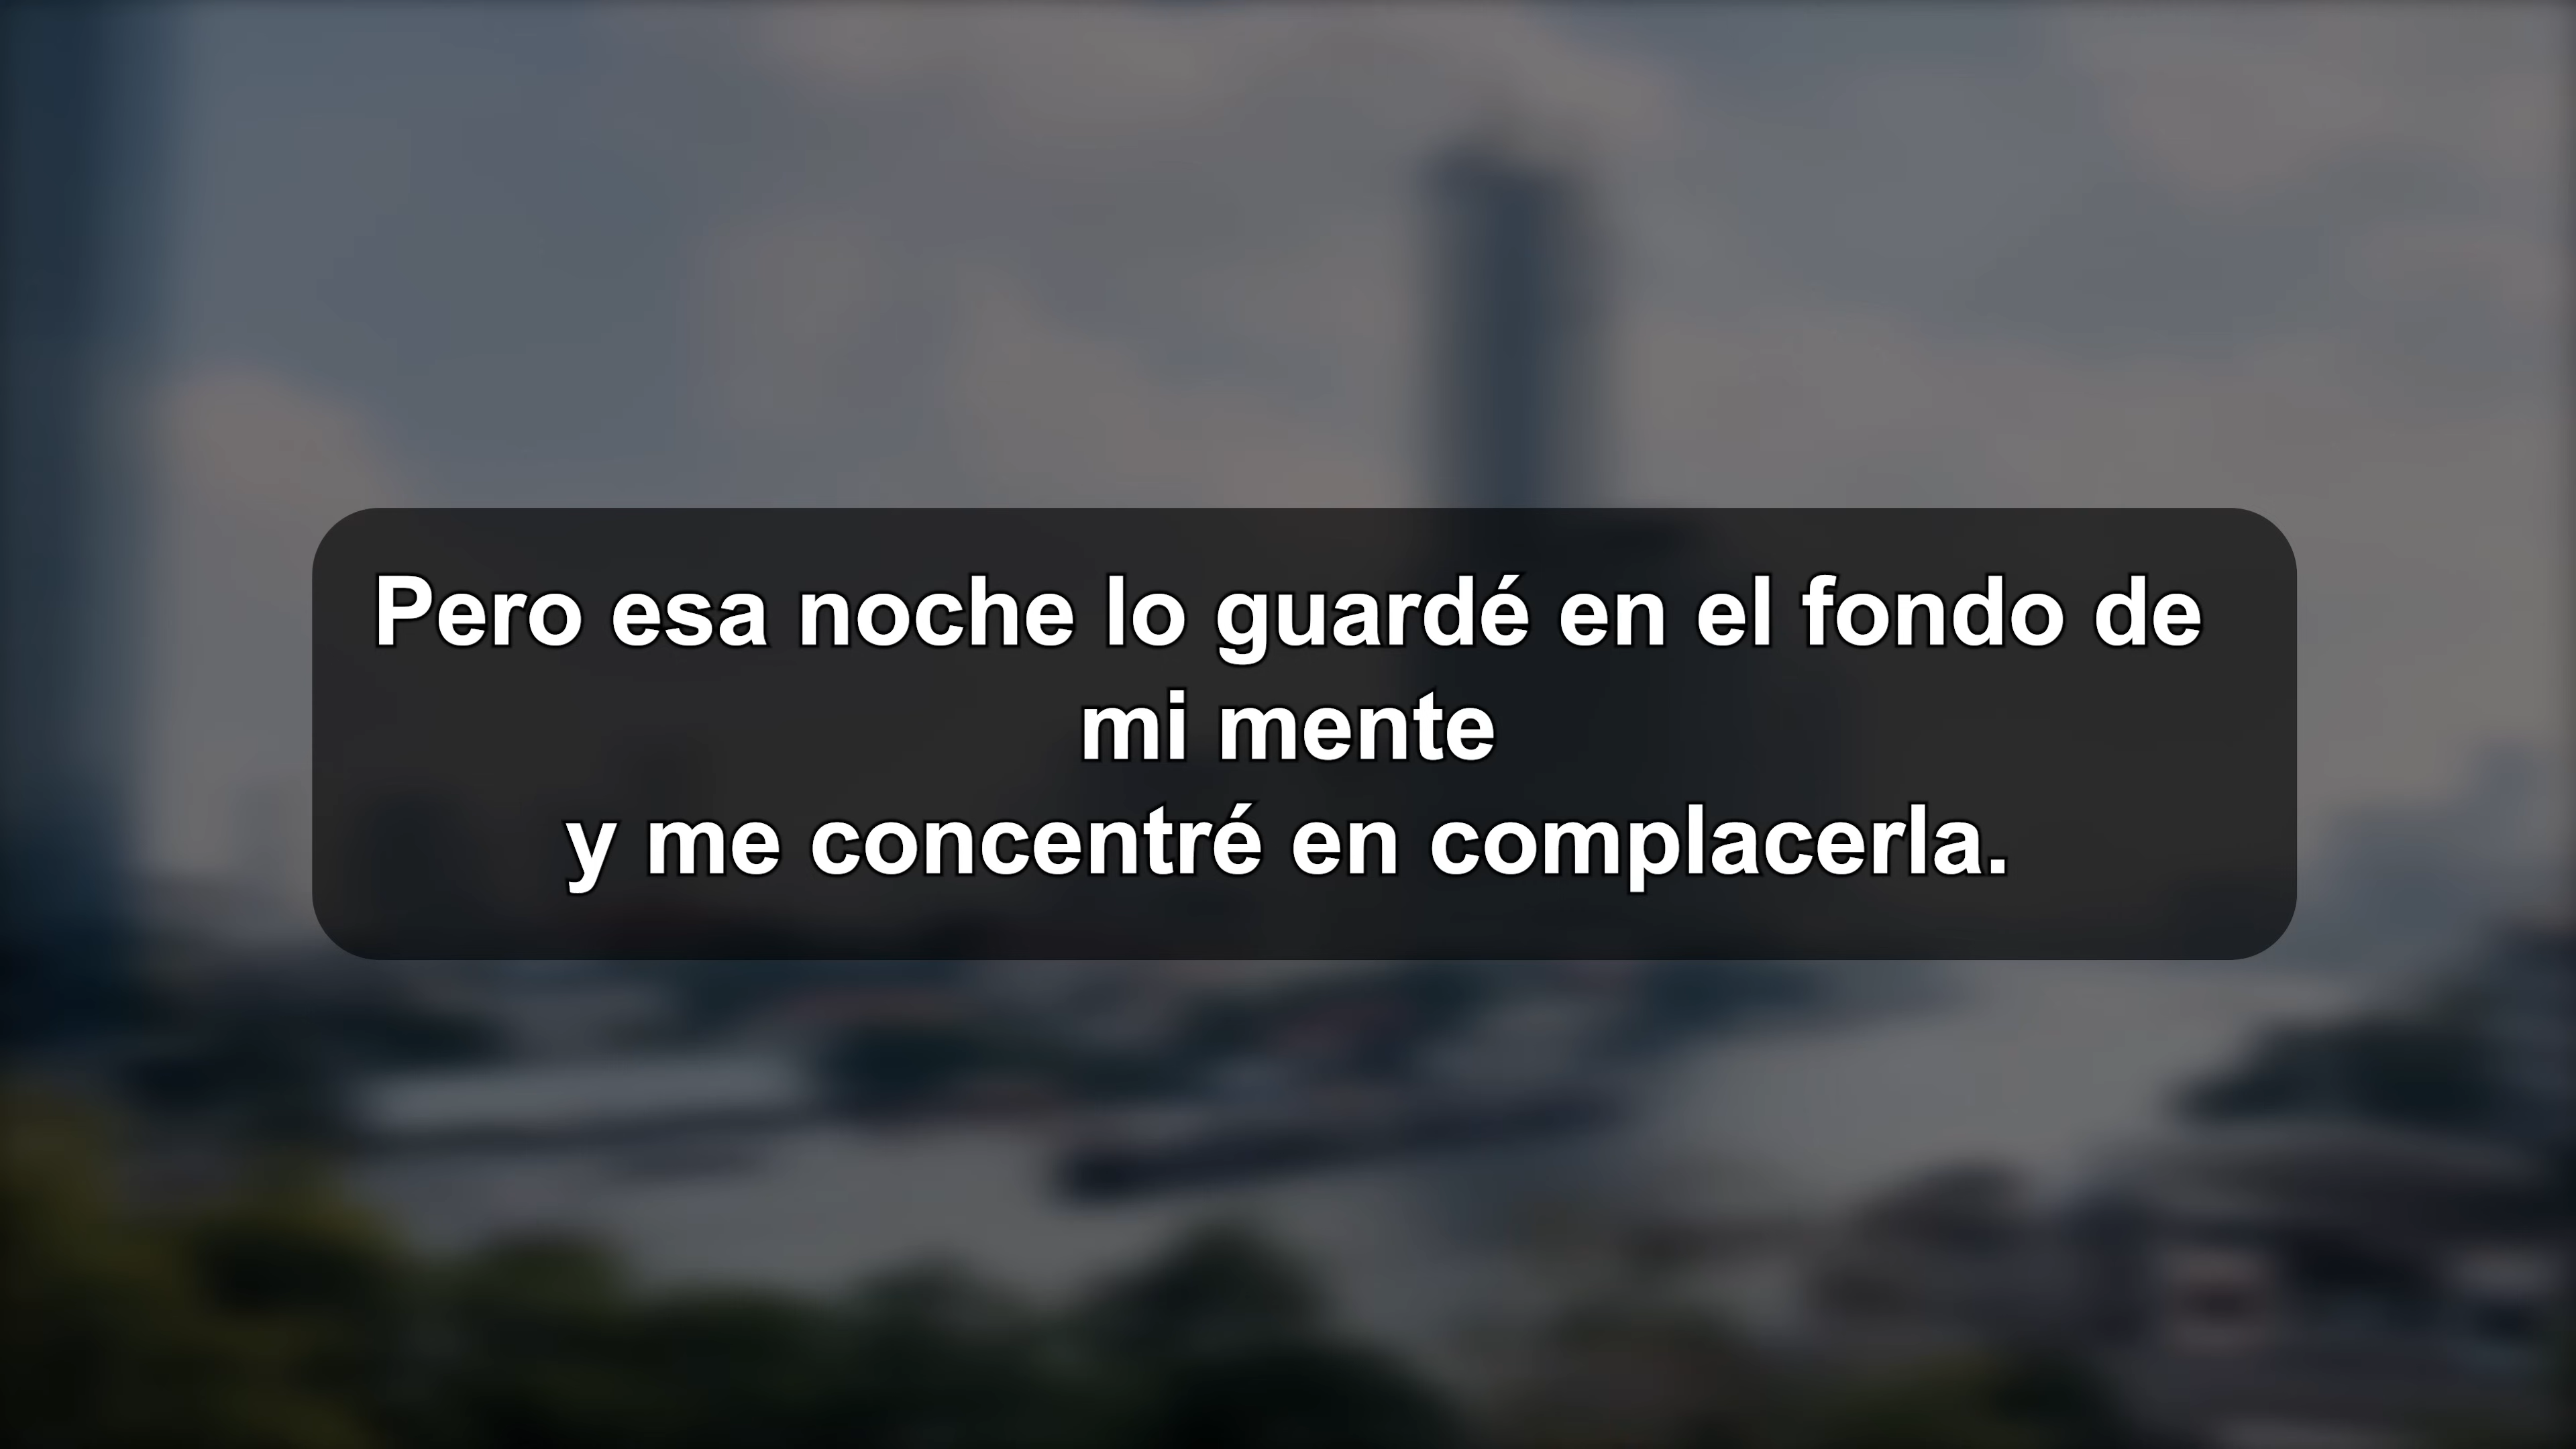 Pero esa noche lo guardé en el fondo de
mi mente
y me concentré en complacerla.